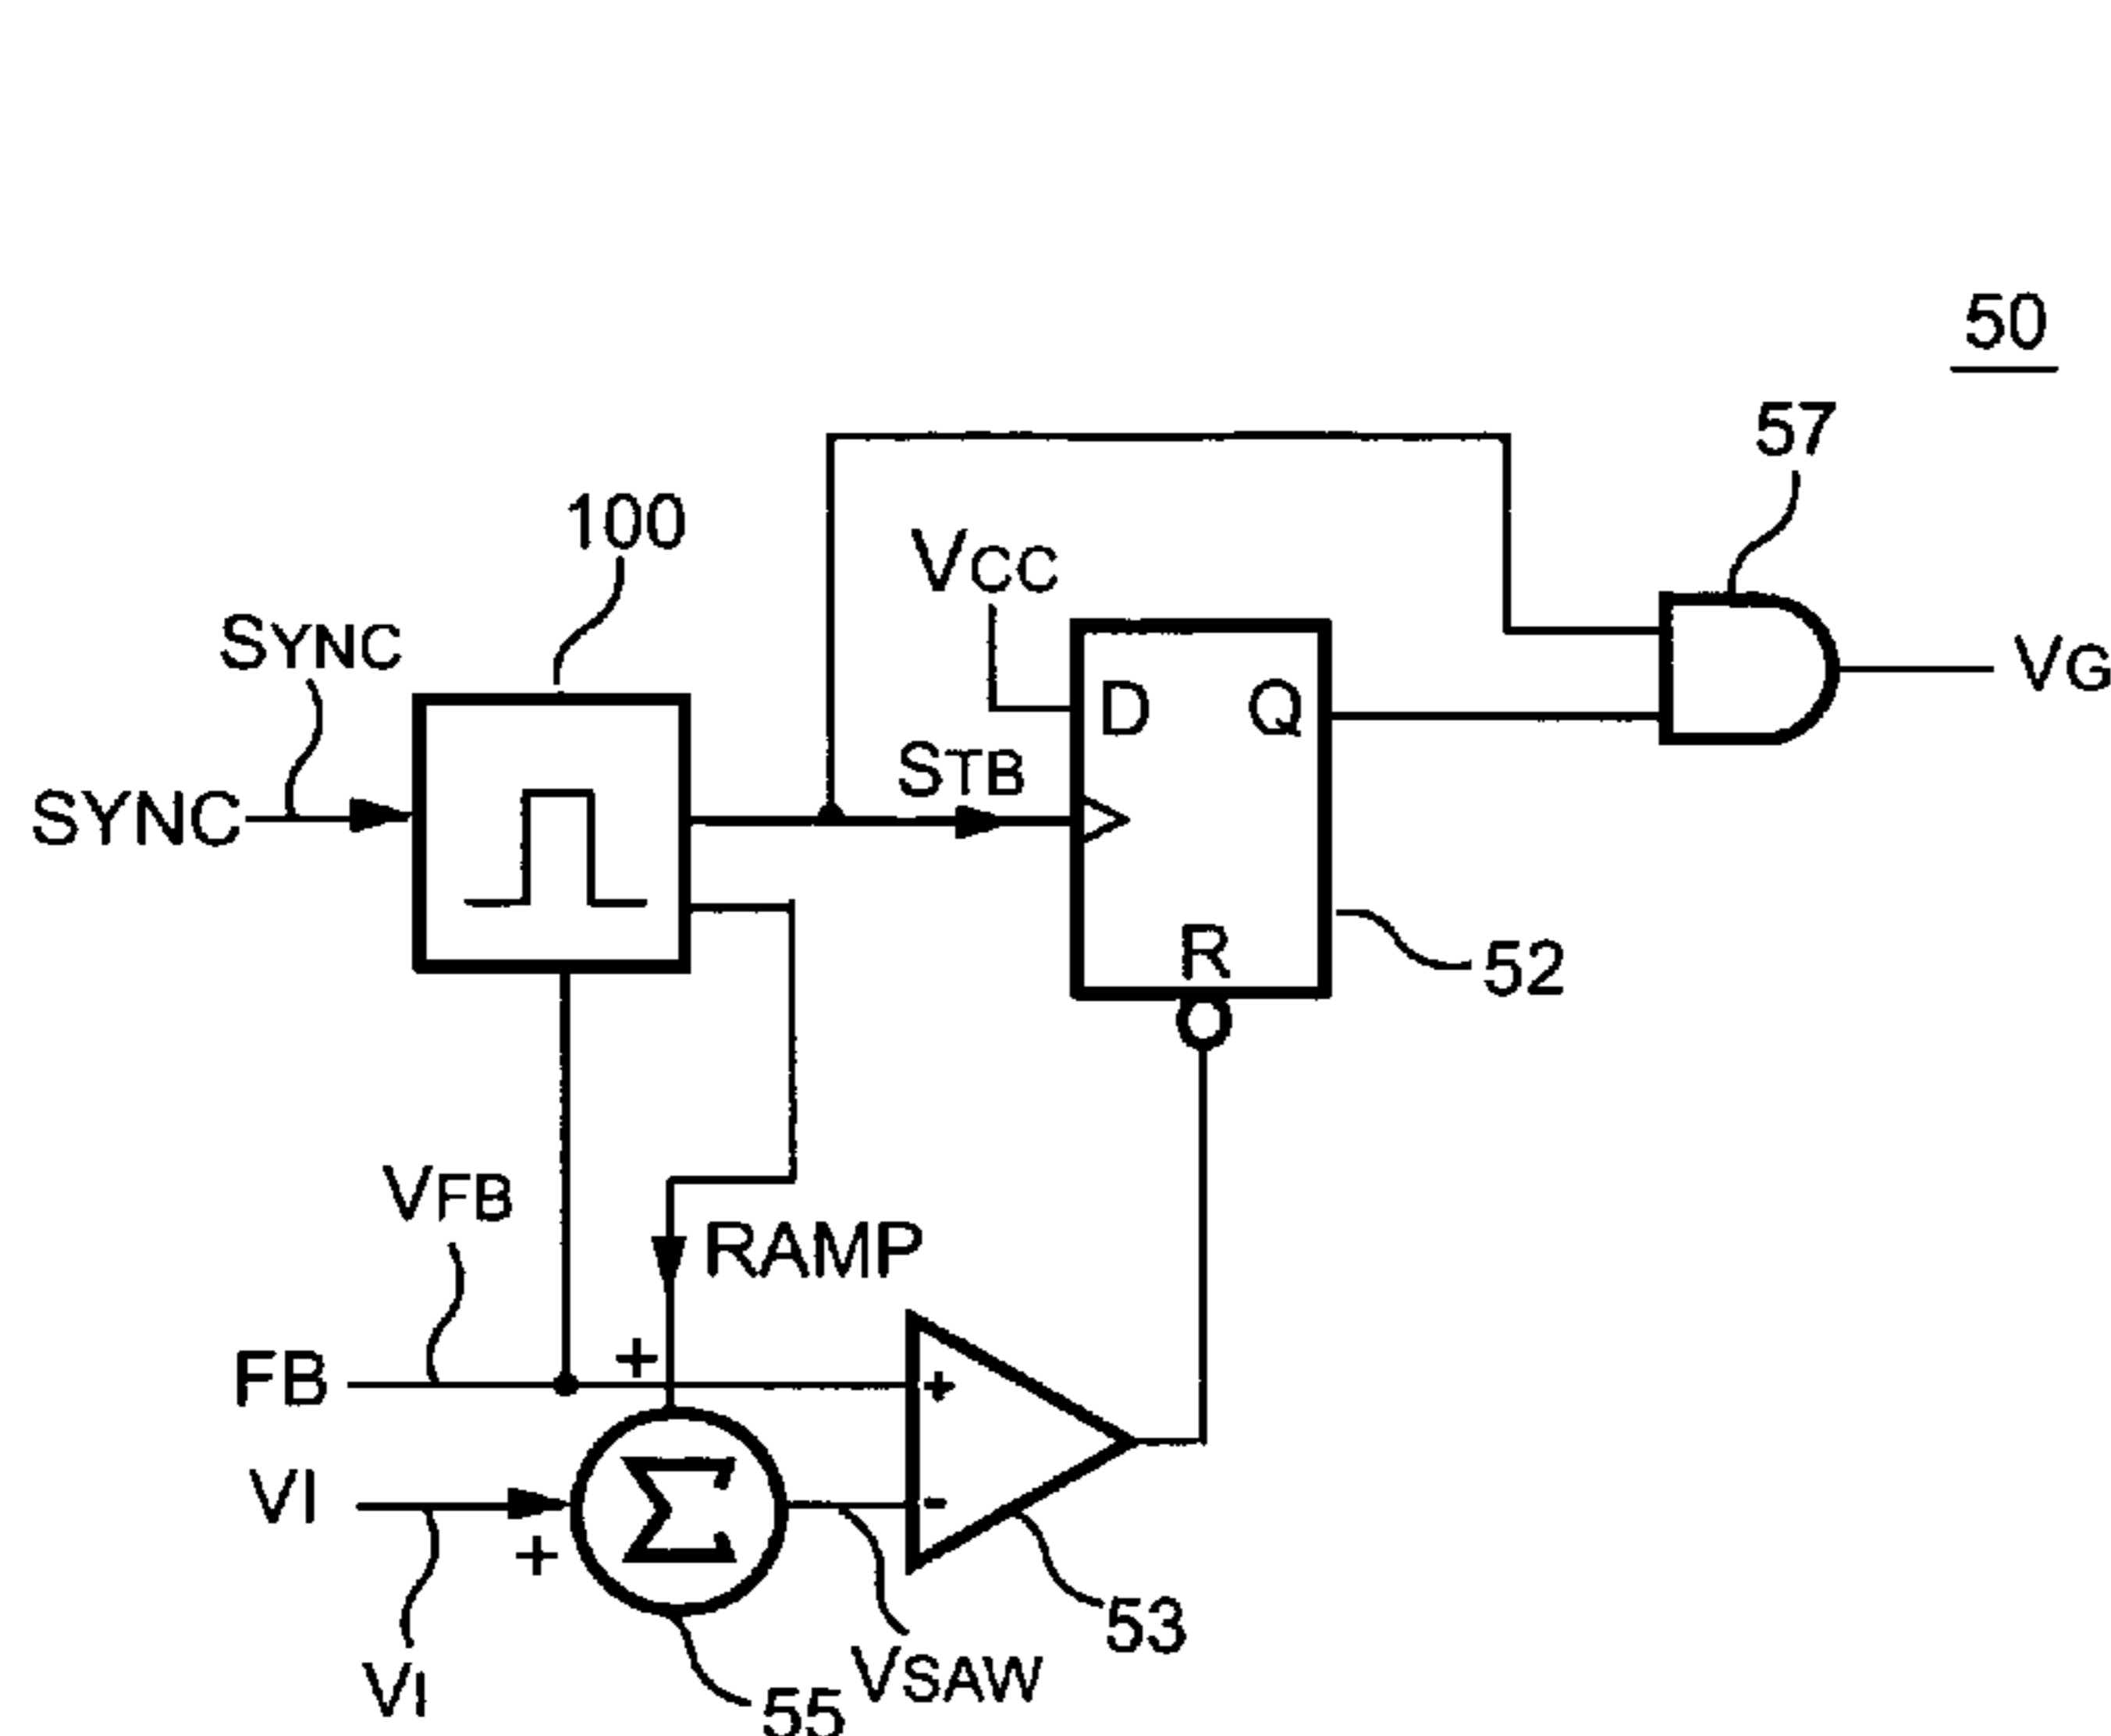 50
57
100
VCC
SYNC
VG
D
Q
STB
SYNC
R
52
VFB
RAMP
+
FB
+
VI
Σ
-
+
53
VSAW
VI
55